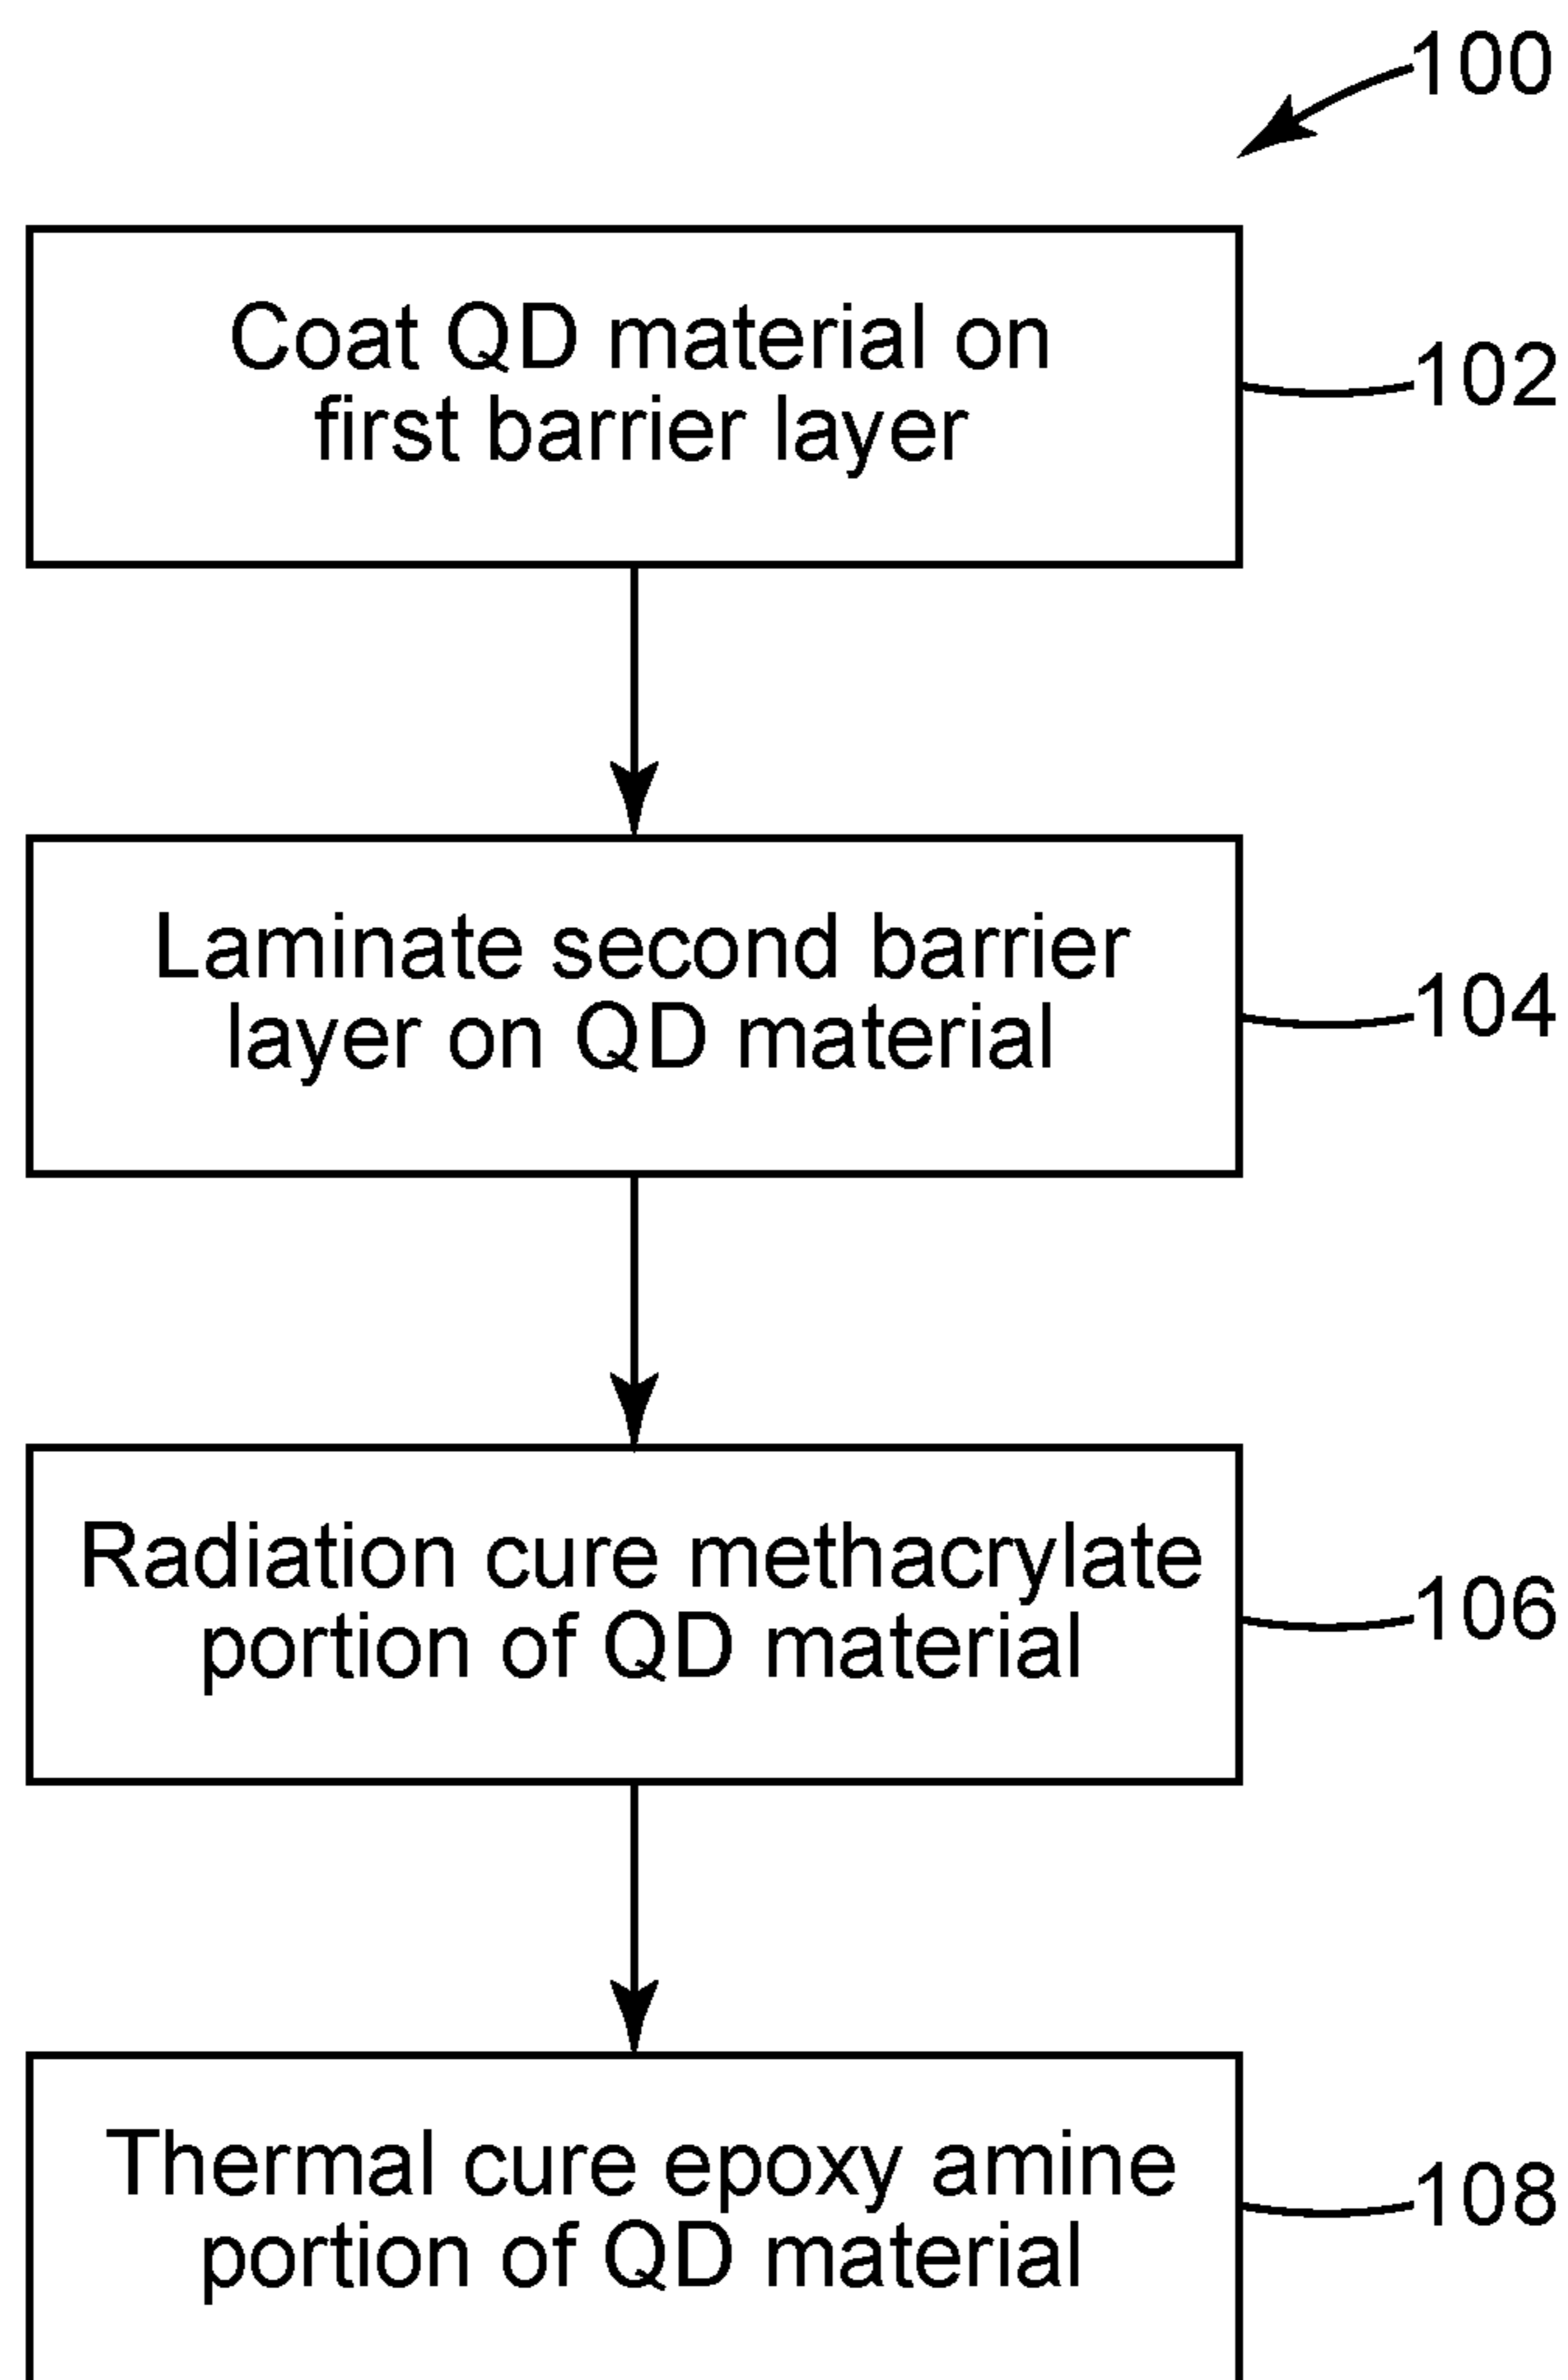 100
Coat QD material on
first barrier layer
102
Laminate second barrier
layer on QD material
104
Radiation cure methacrylate
portion of QD material
106
Thermal cure epoxy amine
portion of QD material
108